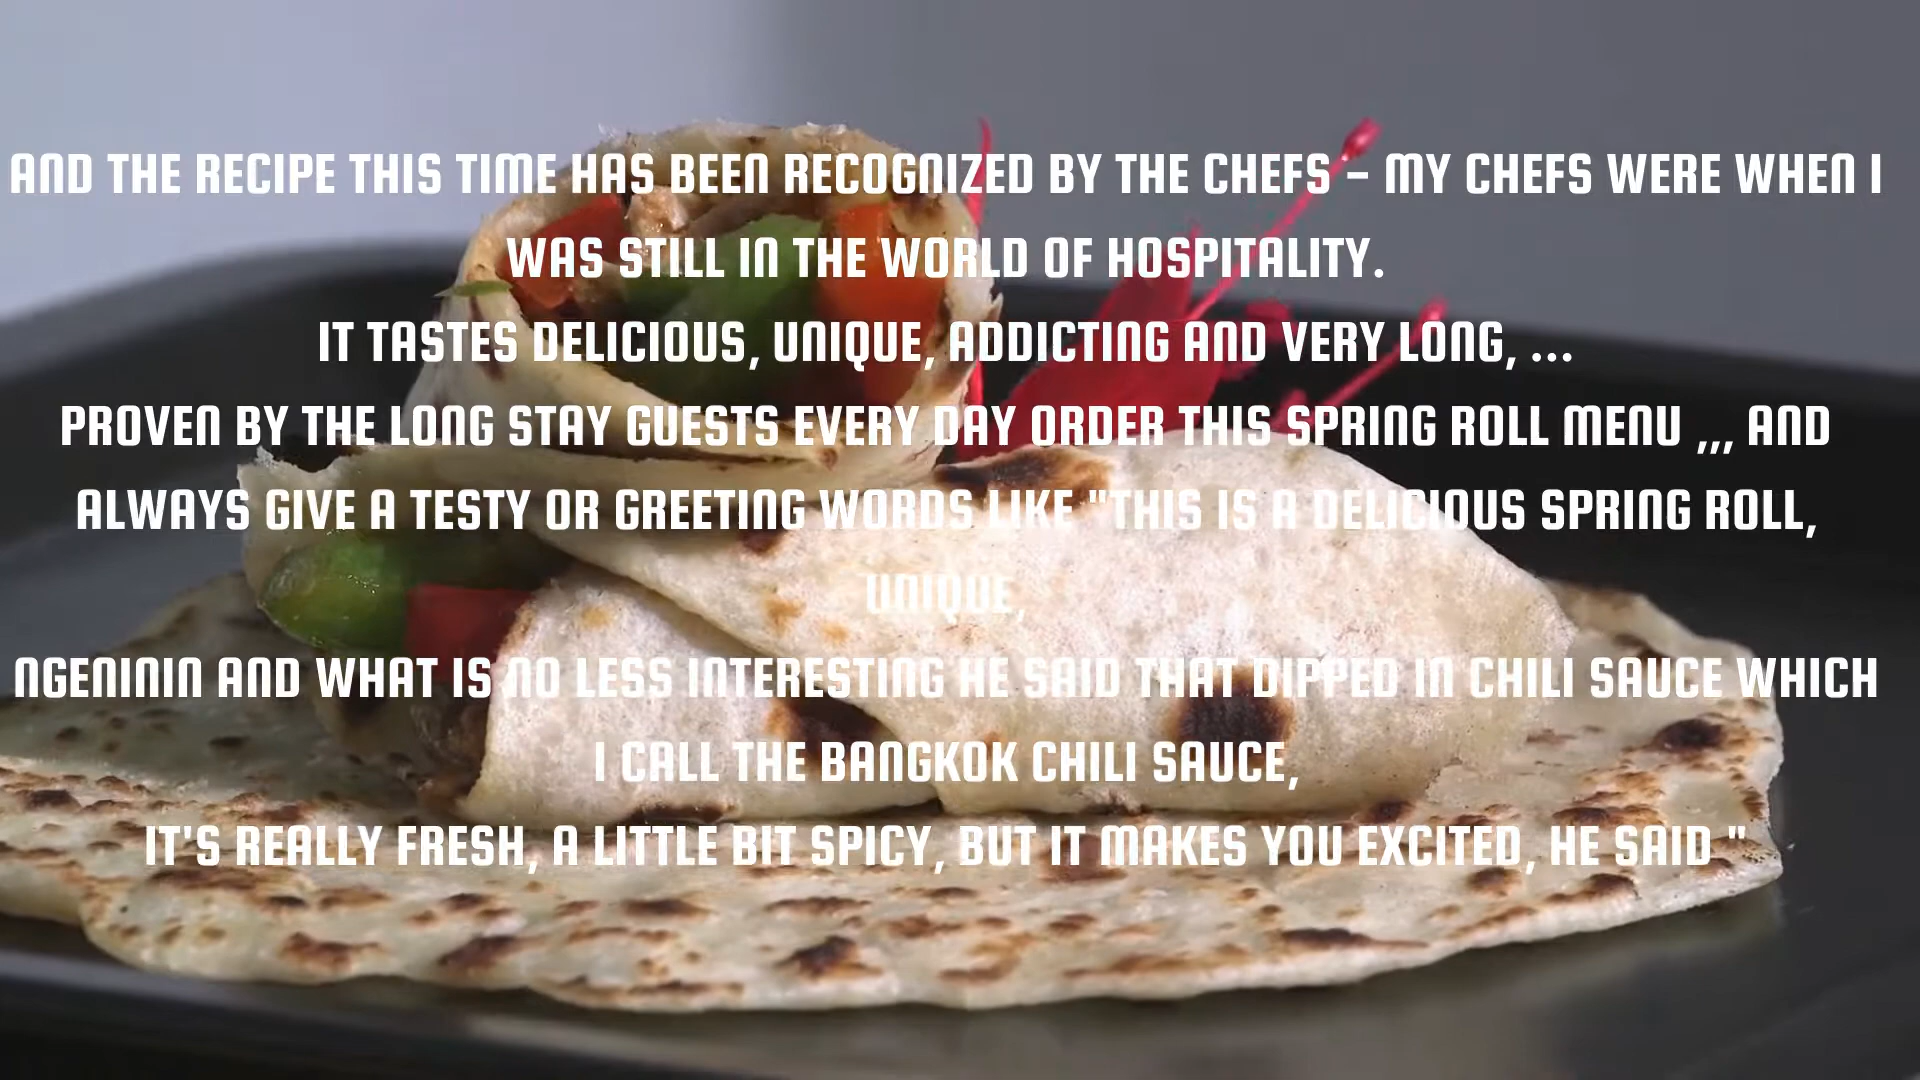 AND THE RECIPE THIS TIME HAS BEEN RECOGNIZED BY THE CHEFS - MY CHEFS WERE WHEN I
WAS STILL IN THE WORLD OF HOSPITALITY.
IT TASTES DELICIOUS, UNIQUE, ADDICTING AND VERY LONG, ...
PROVEN BY THE LONG STAY GUESTS EVERY DAY ORDER THIS SPRING ROLL MENU ,,, AND
ALWAYS GIVE A TESTY OR GREETING WORDS LIKE "THIS IS A DELICIOUS SPRING ROLL,
UNIQUE,
NGENININ AND WHAT IS NO LESS INTERESTING HE SAID THAT DIPPED IN CHILI SAUCE WHICH
I CALL THE BANGKOK CHILI SAUCE,
IT'S REALLY FRESH, A LITTLE BIT SPICY, BUT IT MAKES YOU EXCITED, HE SAID "